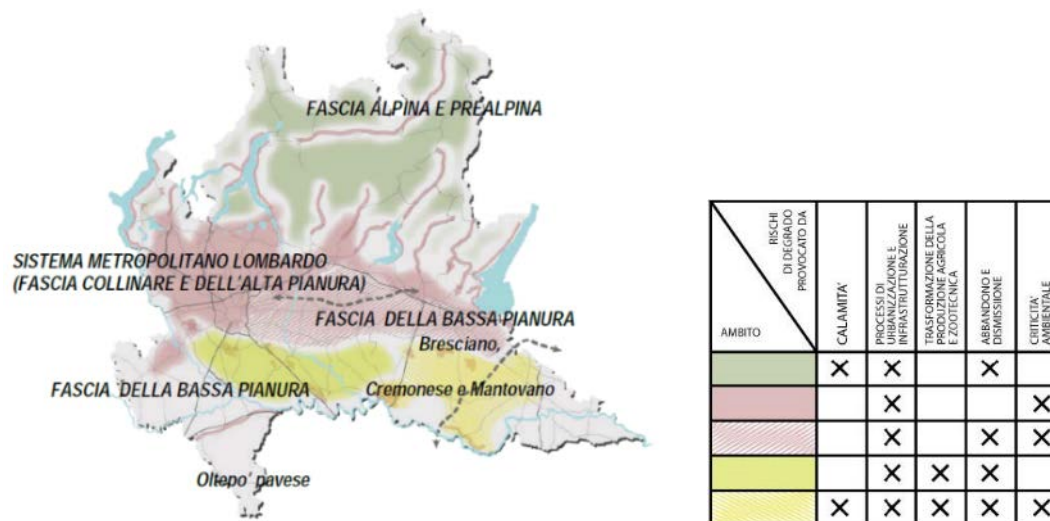 FASCIA ALPINA E PREALPINA
SISTEMA METROPOLITANO LOMBARDO
(FASCIA COLLINARE E DELL'ALTA PIANURA)
FASCIA DELLA BASSA PIANURA
Bresciano,
FASCIA DELLA BASSA PIANURA
Cremonese e Mantovano
Oltepo' pavese
RISCHI
DI DEGRADO
PROVOCATO DA
AMBITO
CALAMITA'
PROCESSI DI
URBANIZZAZIONE E
INFRASTRUTTURAZIONE
TRASFORMAZIONE DELLA
PRODUZIONE AGRICOLA
E ZOOTECNICA
ABBANDONO E
DISMISSIONE
CRITICITA'
AMBIENTALE
X X X
X X
X X X
X X X
X X X X X